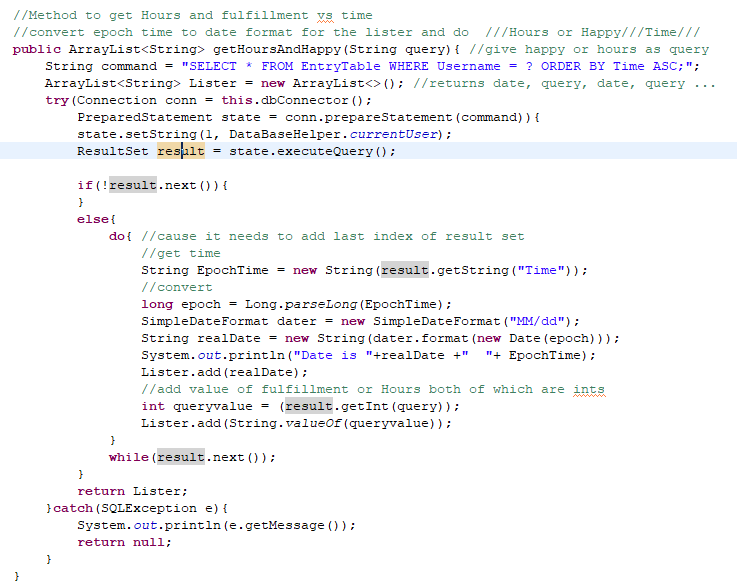 //Method to get Hours and fulfillment vs time
//convert epoch time to date format for the lister and do  ///Hours or Happy///Time///
public ArrayList<String> getHoursAndHappy(String query){ //give happy or hours as query
    String command = "SELECT * FROM EntryTable WHERE Username = ? ORDER BY Time ASC;";
    ArrayList<String> Lister = new ArrayList<>(); //returns date, query, date, query ...
    try(Connection conn = this.dbConnector();
        PreparedStatement state = conn.prepareStatement(command)){
        state.setString(1, DataBaseHelper.currentUser);
        ResultSet result = state.executeQuery();

        if(!result.next()){
        }
        else{
            do{ //cause it needs to add last index of result set
                //get time
                String EpochTime = new String(result.getString("Time"));
                //convert
                long epoch = Long.parseLong(EpochTime);
                SimpleDateFormat dater = new SimpleDateFormat("MM/dd");
                String realDate = new String(dater.format(new Date(epoch)));
                System.out.println("Date is "+realDate +"  "+ EpochTime);
                Lister.add(realDate);
                //add value of fulfillment or Hours both of which are ints
                int queryvalue = (result.getInt(query));
                Lister.add(String.valueOf(queryvalue));
            }
            while(result.next());
        }
        return Lister;
    }catch(SQLException e){
        System.out.println(e.getMessage());
        return null;
    }
}